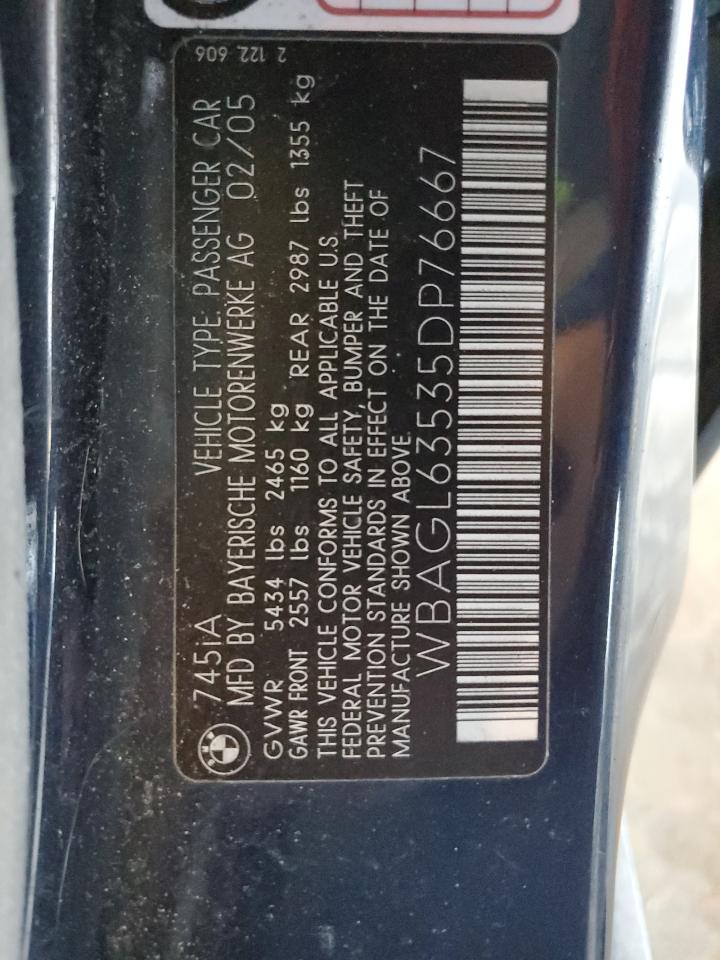 2 122 606
745iA VEHICLE TYPE: PASSENGER CAR
MFD BY BAYERISCHE MOTORENWERKE AG 02/05
GVWR 5434 lbs 2465 kg
GAWR FRONT 2557 lbs 1160 kg REAR 2987 lbs 1355 kg
THIS VEHICLE CONFORMS TO ALL APPLICABLE U.S.
FEDERAL MOTOR VEHICLE SAFETY, BUMPER AND THEFT
PREVENTION STANDARDS IN EFFECT ON THE DATE OF
MANUFACTURE SHOWN ABOVE.
WBAGL63535DP76667